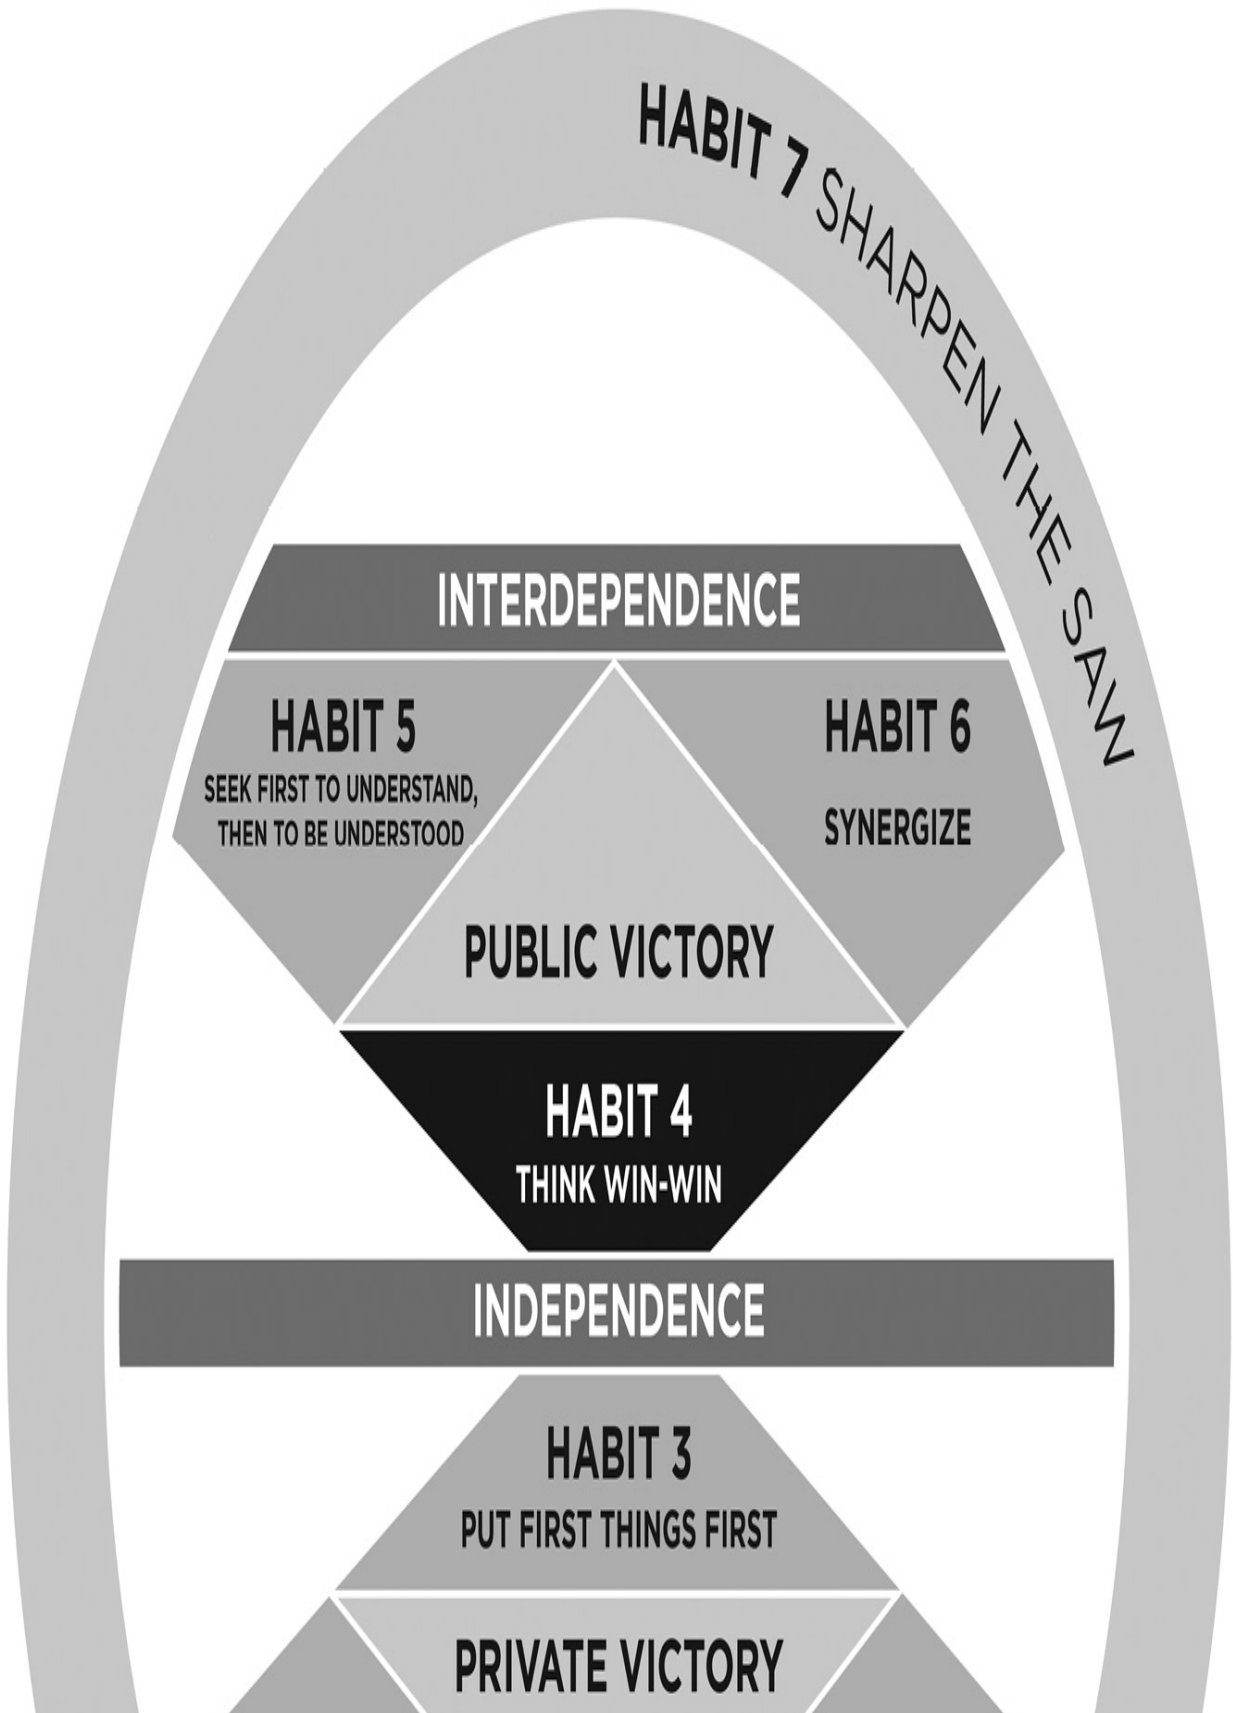 HABIT 7 SHARPEN THE SAW
INTERDEPENDENCE
HABIT 5
SEEK FIRST TO UNDERSTAND,
THEN TO BE UNDERSTOOD
HABIT 6
SYNERGIZE
PUBLIC VICTORY
HABIT 4
THINK WIN-WIN
INDEPENDENCE
HABIT 3
PUT FIRST THINGS FIRST
PRIVATE VICTORY